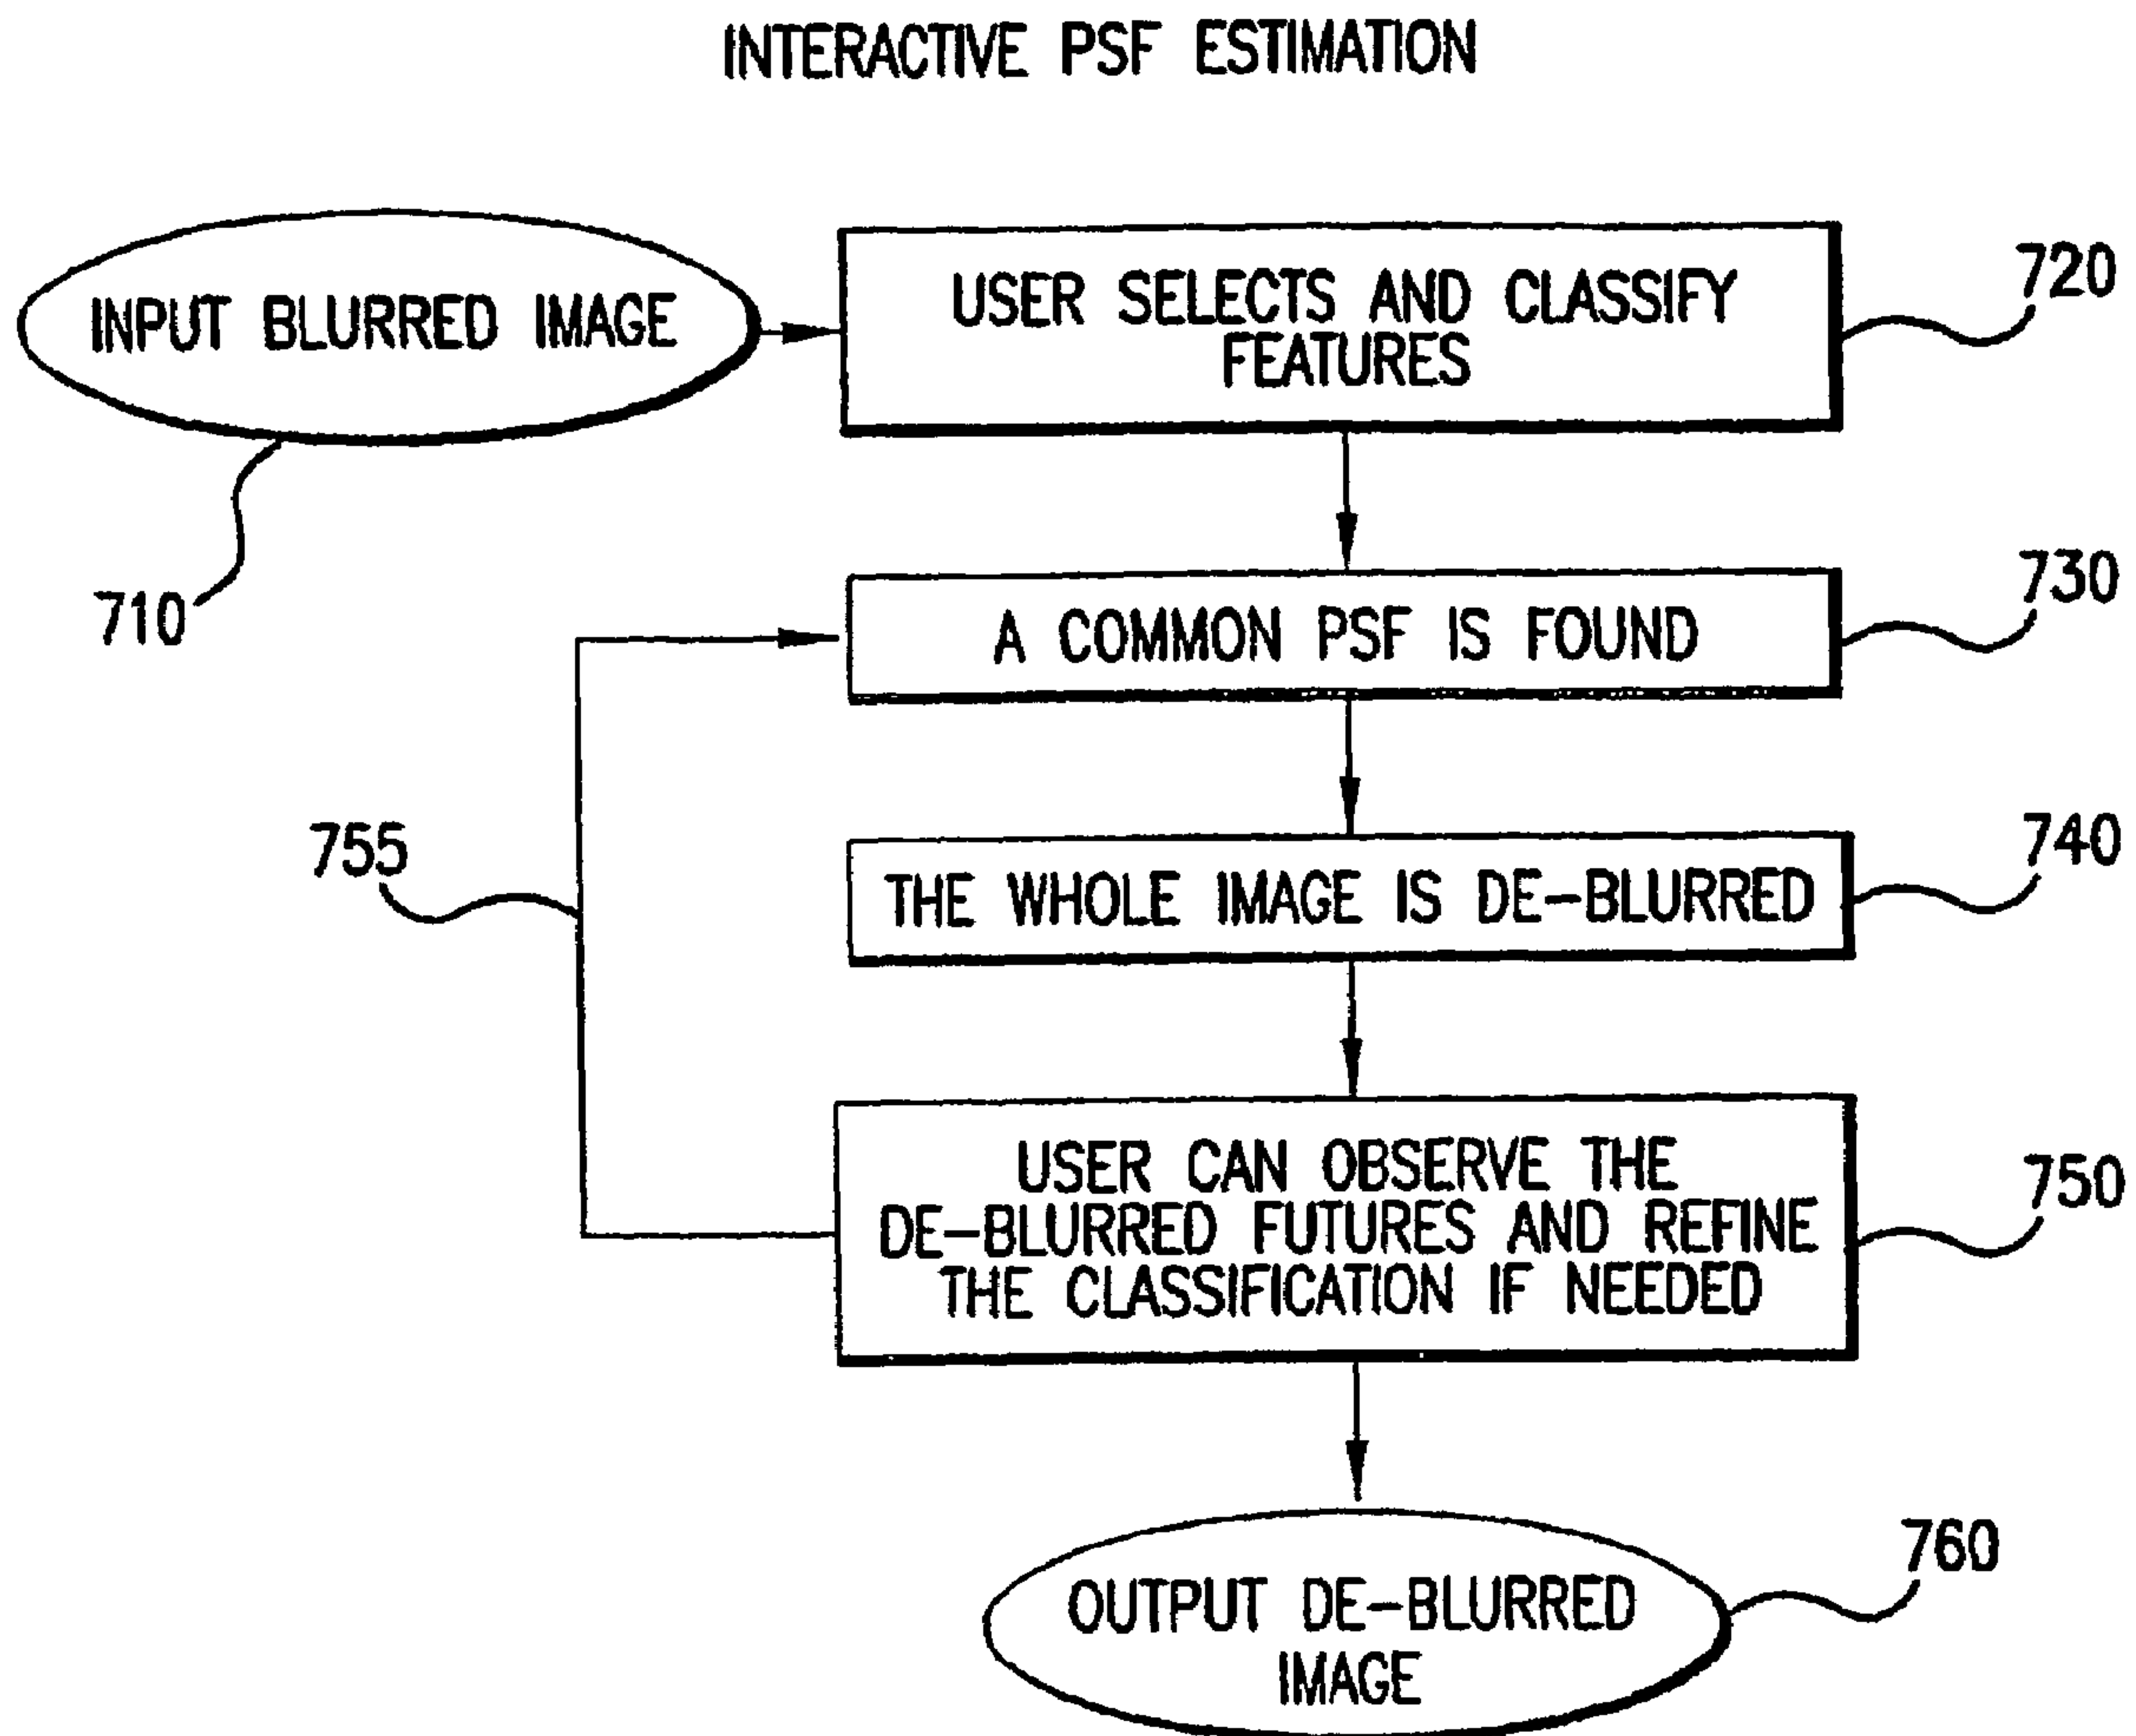 INTERACTIVE PSF ESTIMATION
INPUT BLURRED IMAGE
710
USER SELECTS AND CLASSIFY
FEATURES
720
A COMMON PSF IS FOUND
730
THE WHOLE IMAGE IS DE-BLURRED
740
755
USER CAN OBSERVE THE
DE-BLURRED FUTURES AND REFINE
THE CLASSIFICATION IF NEEDED
750
OUTPUT DE-BLURRED
IMAGE
760